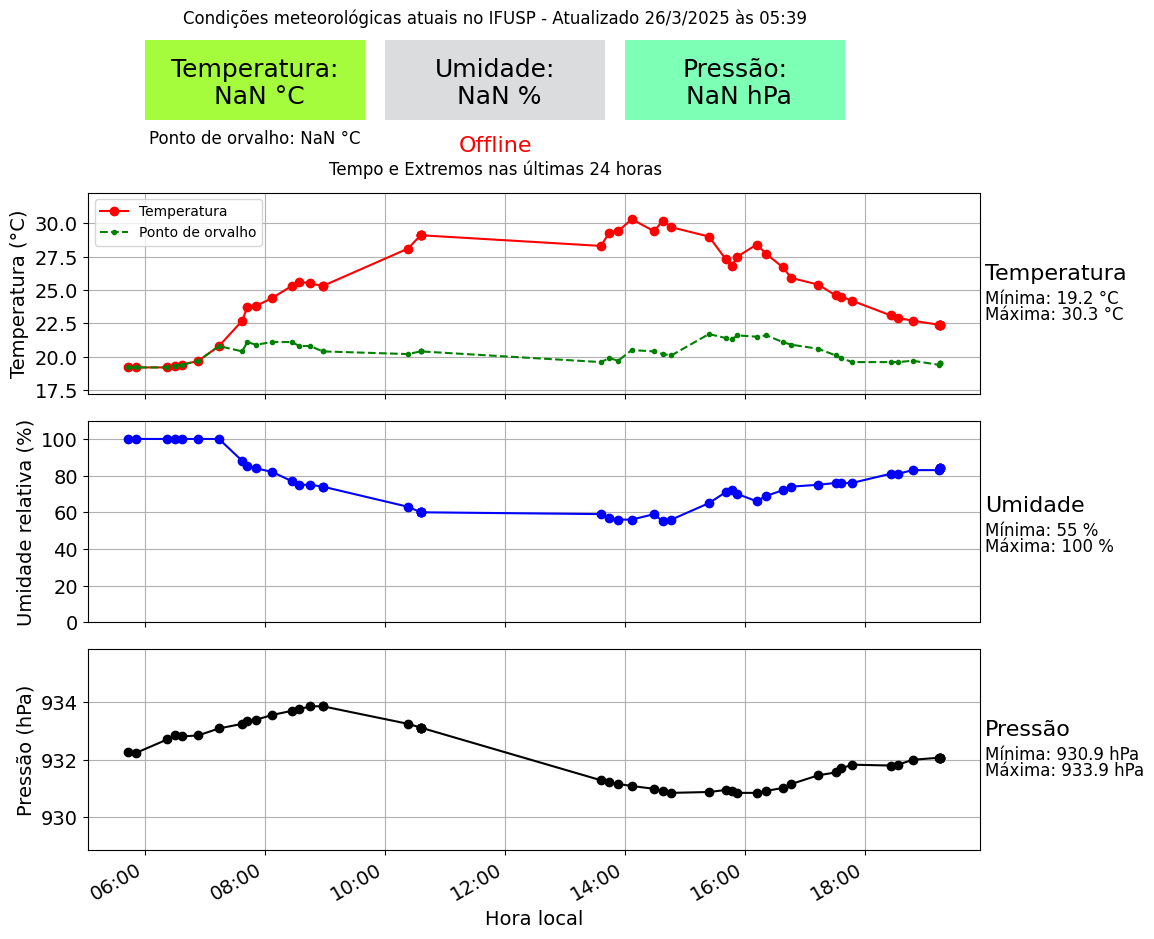 Condições meteorológicas atuais no IFUSP - Atualizado 26/3/2025 às 05:39
Temperatura:
NaN °C
Umidade:
NaN %
Pressão:
NaN hPa
Ponto de orvalho: NaN °C
Offline
Tempo e Extremos nas últimas 24 horas
Temperatura (°C)
30.0
27.5
25.0
22.5
20.0
17.5
Temperatura
Ponto de orvalho
Temperatura
Mínima: 19.2 °C
Máxima: 30.3 °C
Umidade relativa (%)
100
80
60
40
20
0
Umidade
Mínima: 55 %
Máxima: 100 %
Pressão (hPa)
934
932
930
Pressão
Mínima: 930.9 hPa
Máxima: 933.9 hPa
06:00
08:00
10:00
12:00
14:00
16:00
18:00
Hora local